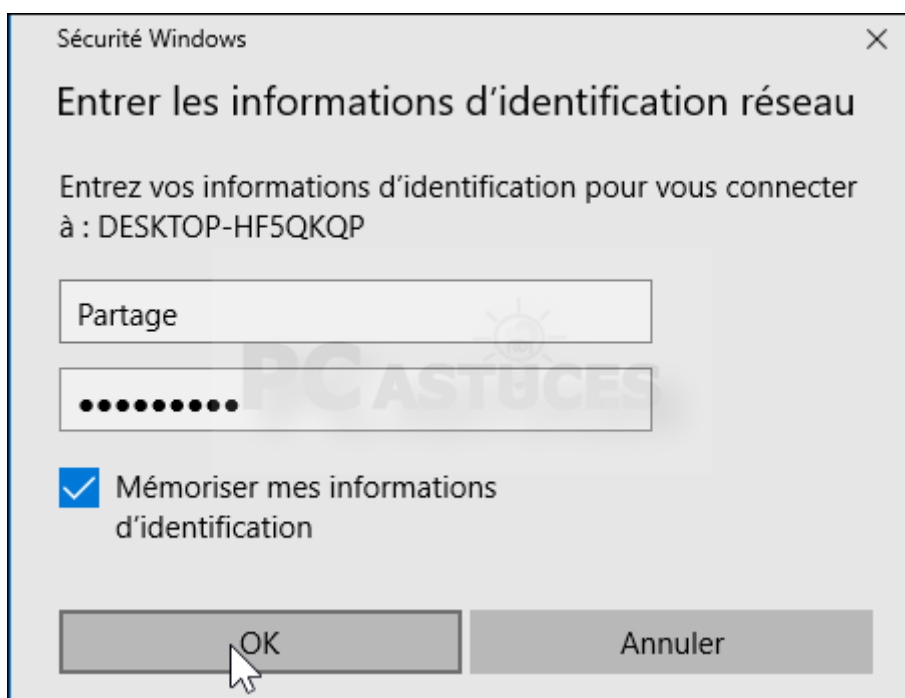 Sécurité Windows
Entrer les informations d’identification réseau
Entrez vos informations d’identification pour vous connecter
à : DESKTOP-HF5QKQP
Partage
PC ASTUCES
●●●●●●●●●
Mémoriser mes informations
d’identification
OK
Annuler